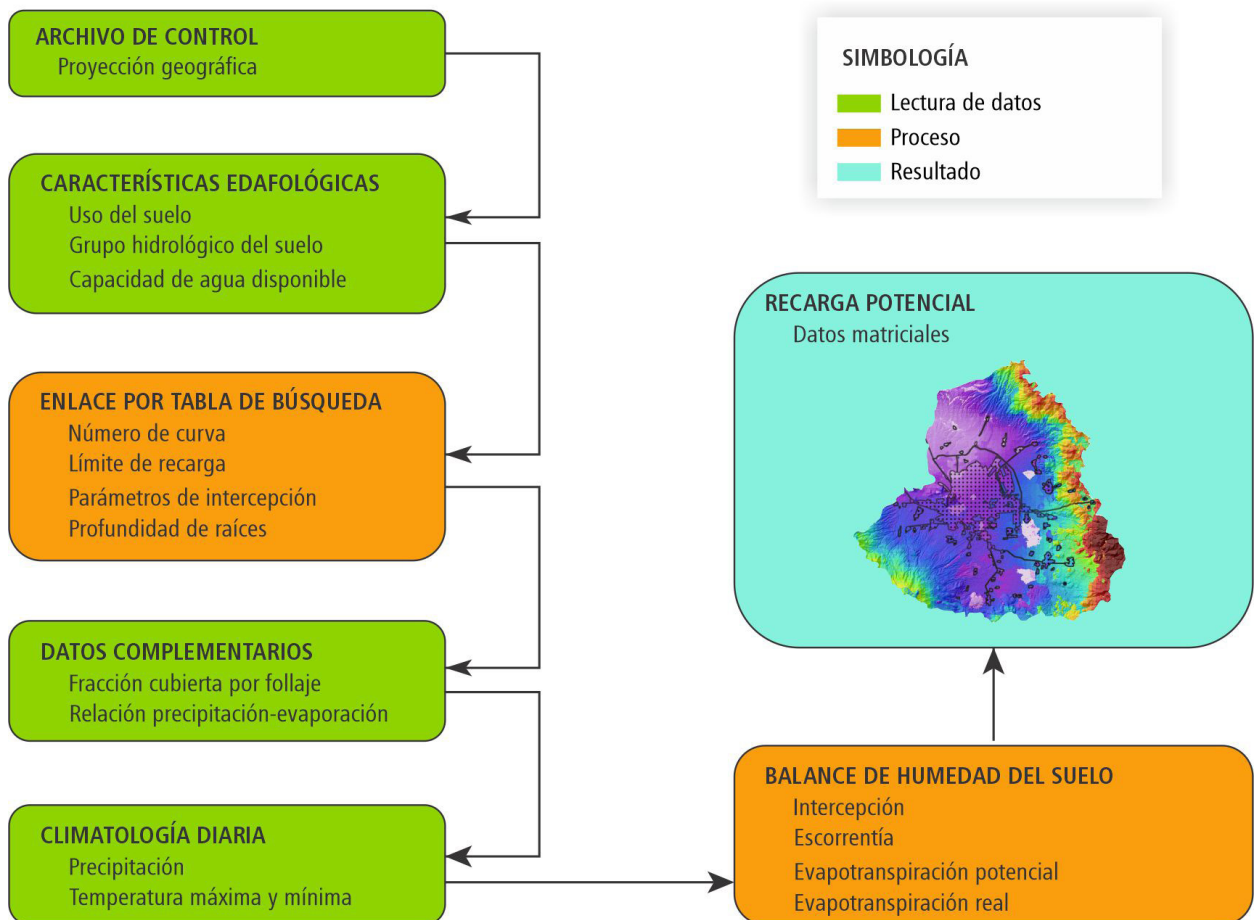 ARCHIVO DE CONTROL
Proyección geográfica
CARACTERÍSTICAS EDAFOLÓGICAS
Uso del suelo
Grupo hidrológico del suelo
Capacidad de agua disponible
ENLACE POR TABLA DE BÚSQUEDA
Número de curva
Límite de recarga
Parámetros de intercepción
Profundidad de raíces
DATOS COMPLEMENTARIOS
Fracción cubierta por follaje
Relación precipitación-evaporación
CLIMATOLOGÍA DIARIA
Precipitación
Temperatura máxima y mínima
SIMBOLOGÍA
Lectura de datos
Proceso
Resultado
RECARGA POTENCIAL
Datos matriciales
BALANCE DE HUMEDAD DEL SUELO
Intercepción
Escorrentía
Evapotranspiración potencial
Evapotranspiración real